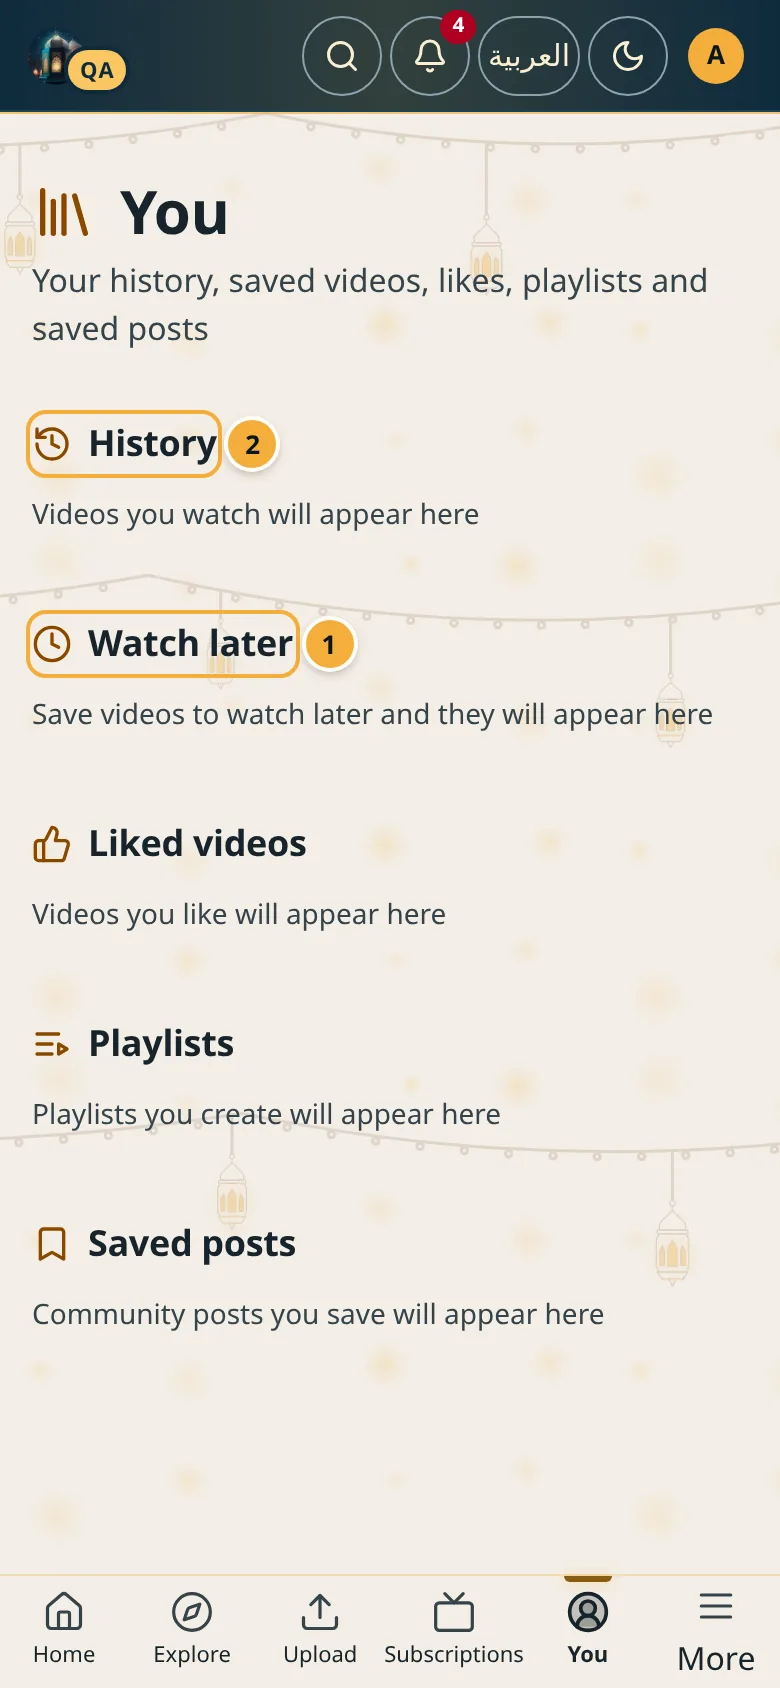 QA
4
العربية
A
You
Your history, saved videos, likes, playlists and
saved posts
History
2
Videos you watch will appear here
Watch later
1
Save videos to watch later and they will appear here
Liked videos
Videos you like will appear here
Playlists
Playlists you create will appear here
Saved posts
Community posts you save will appear here
Home
Explore
Upload
Subscriptions
You
More